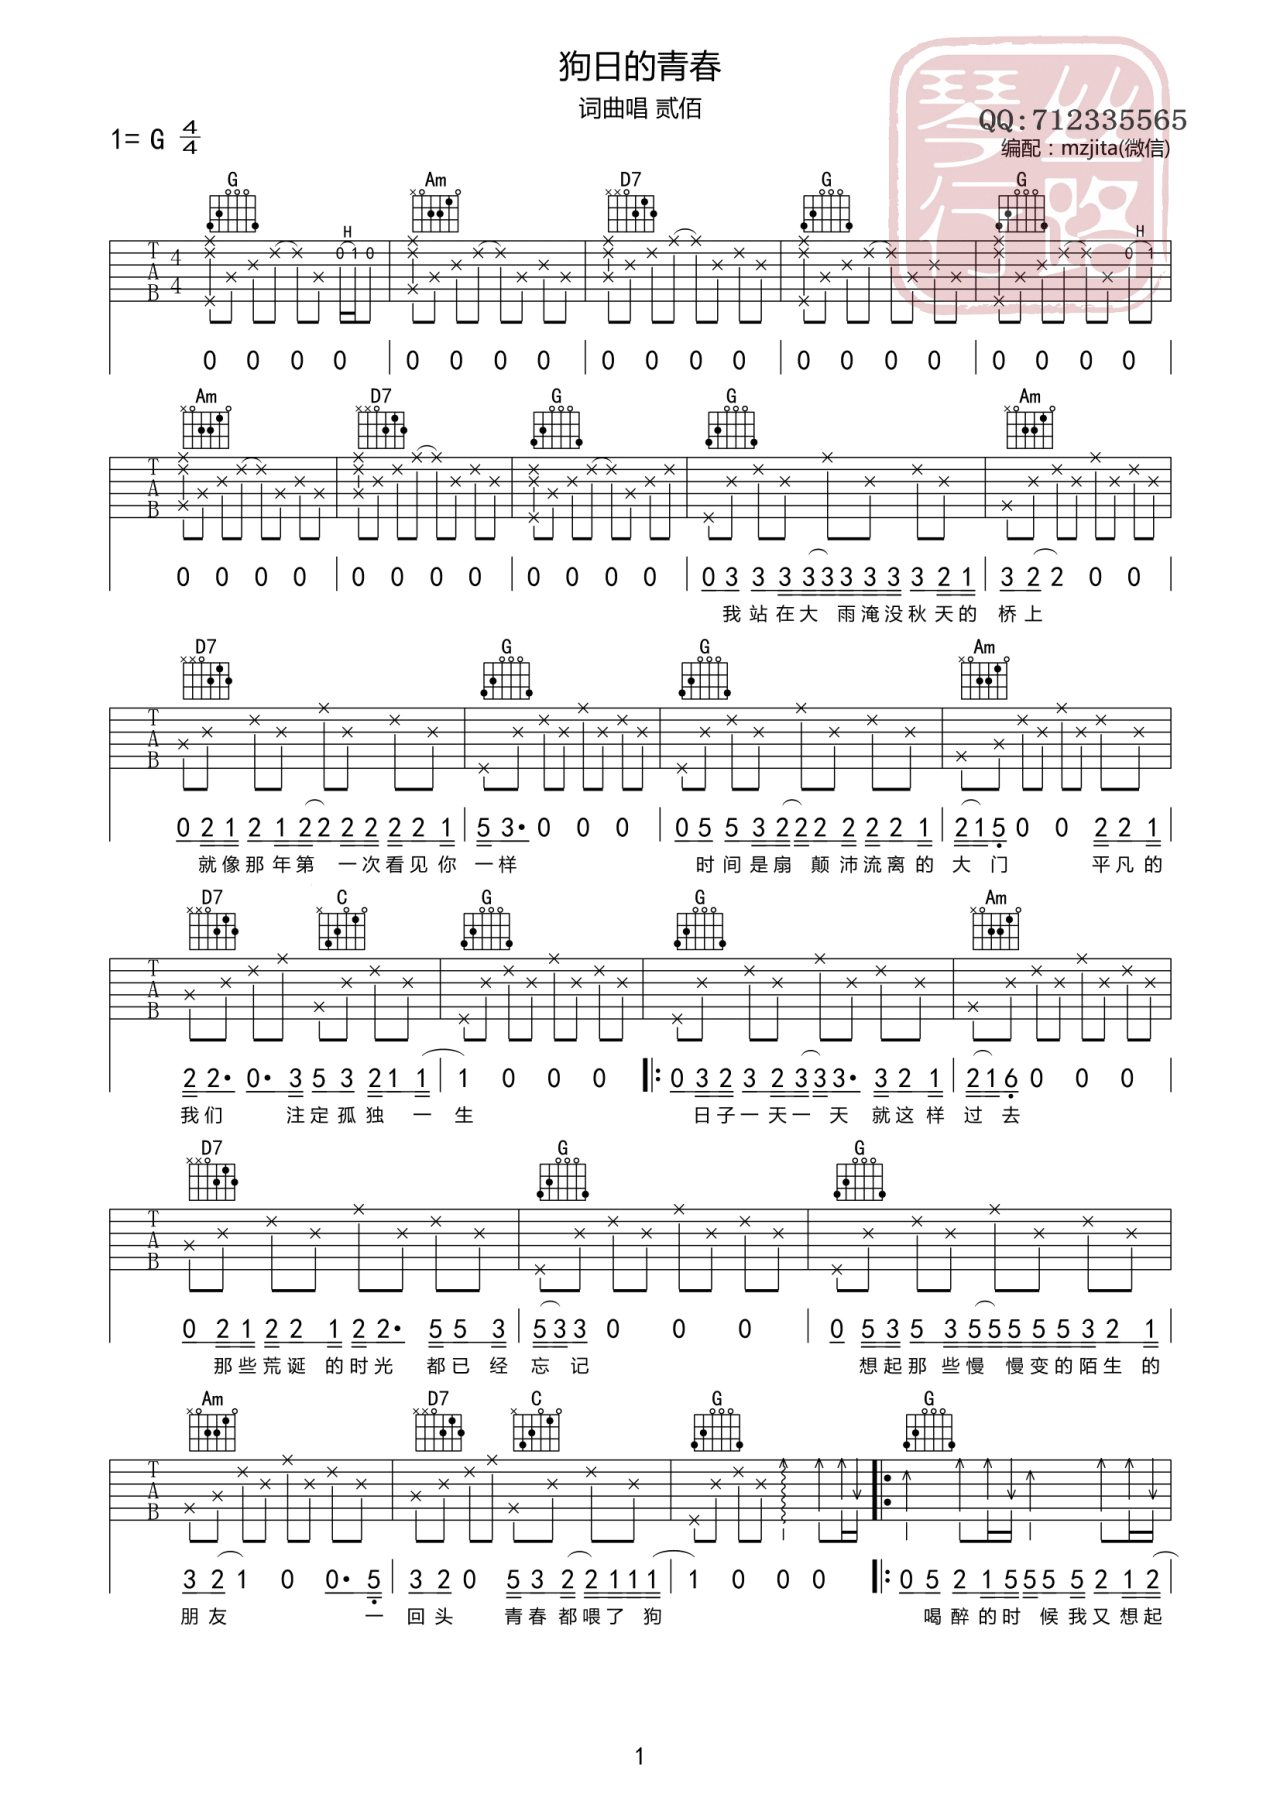 狗日的青春
词曲唱 贰佰
QQ:712335565
编配：mzjita(微信)
琴丝行路
1= G 4/4
G Am D7 G G
H H
T 4
A
B 4
0 1 0 0 1
0 0 0 0 | 0 0 0 0 | 0 0 0 0 | 0 0 0 0 | 0 0 0 0
Am D7 G G Am
T
A
B
0 0 0 0 | 0 0 0 0 | 0 0 0 0 | 0 3 3 3 3 3 3 3 3 3 2 1 | 3 2 2 0 0
我站在大 雨淹没秋天的 桥上
D7 G G Am
T
A
B
0 2 1 2 1 2 2 2 2 2 2 1 | 5 3• 0 0 0 | 0 5 5 3 2 2 2 2 2 2 1 | 2 1 5 0 0 2 2 1
就像那年第 一次看见你 一样 时间是扇 颠沛流离的 大 门 平凡的
D7 C G G Am
T
A
B
2 2• 0• 3 5 3 2 1 1 | 1 0 0 0 ‖: 0 3 2 3 2 3 3 3• 3 2 1 | 2 1 6 0 0 0
我们 注定孤独 一 生 日子一天一 天 就这样 过 去
D7 G G
T
A
B
0 2 1 2 2 1 2 2• 5 5 3 | 5 3 3 0 0 0 | 0 5 3 5 3 5 5 5 5 5 3 2 1
那些荒诞 的时光 都已 经 忘 记 想起那 些慢 慢变的陌生 的
Am D7 C G G
T
A
B
3 2 1 0 0• 5 | 3 2 0 5 3 2 2 1 1 1 | 1 0 0 0 ‖: 0 5 2 1 5 5 5 5 2 1 2
朋友 一 回头 青春都喂了 狗 喝醉的时 候我又想起
1